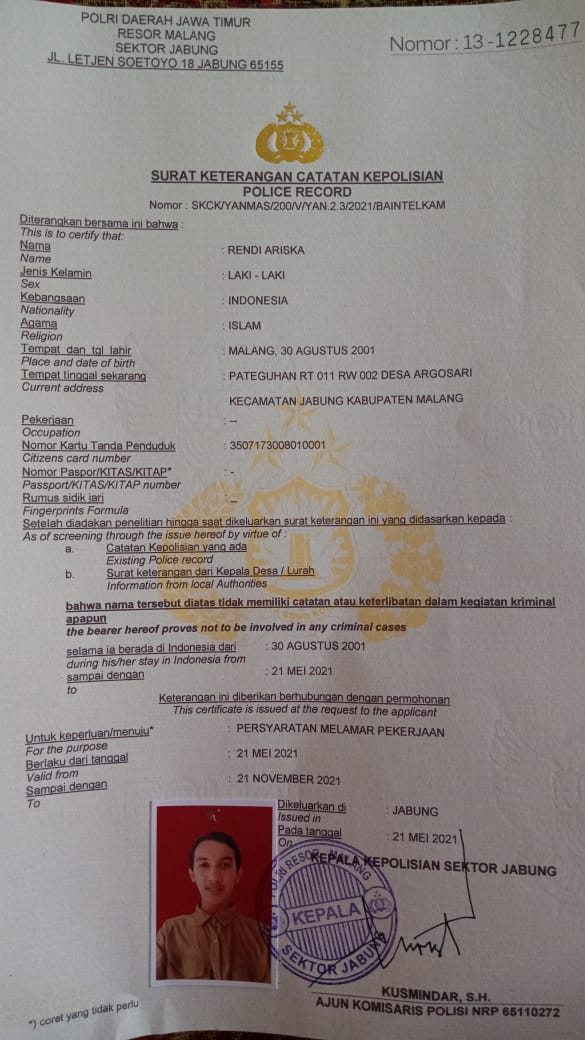 POLRI DAERAH JAWA TIMUR
RESOR MALANG
SEKTOR JABUNG
JL. LETJEN SOETOYO 18 JABUNG 65155
Nomor : 13 -1228477
SURAT KETERANGAN CATATAN KEPOLISIAN
POLICE RECORD
Nomor : SKCK/YANMAS/200/V/YAN.2.3/2021/BAINTELKAM
Diterangkan bersama ini bahwa :
This is to certify that:
Nama : RENDI ARISKA
Name
Jenis Kelamin : LAKI - LAKI
Sex
Kebangsaan : INDONESIA
Nationality
Agama : ISLAM
Religion
Tempat dan tgl lahir : MALANG, 30 AGUSTUS 2001
Place and date of birth
Tempat tinggal sekarang : PATEGUHAN RT 011 RW 002 DESA ARGOSARI
Current address
KECAMATAN JABUNG KABUPATEN MALANG
Pekerjaan : --
Occupation
Nomor Kartu Tanda Penduduk : 3507173008010001
Citizens card number
Nomor Paspor/KITAS/KITAP* : -
Passport/KITAS/KITAP number
Rumus sidik jari : _
Fingerprints Formula
Setelah diadakan penelitian hingga saat dikeluarkan surat keterangan ini yang didasarkan kepada :
As of screening through the issue hereof by virtue of :
a. Catatan Kepolisian yang ada
Existing Police record
b. Surat keterangan dari Kepala Desa / Lurah
Information from local Authorities
bahwa nama tersebut diatas tidak memiliki catatan atau keterlibatan dalam kegiatan kriminal
apapun
the bearer hereof proves not to be involved in any criminal cases
selama ia berada di Indonesia dari : 30 AGUSTUS 2001
during his/her stay in Indonesia from
sampai dengan : 21 MEI 2021
to
Keterangan ini diberikan berhubungan dengan permohonan
This certificate is issued at the request to the applicant
Untuk keperluan/menuju* : PERSYARATAN MELAMAR PEKERJAAN
For the purpose
Berlaku dari tanggal : 21 MEI 2021
Valid from
Sampai dengan : 21 NOVEMBER 2021
To
Dikeluarkan di : JABUNG
Issued in
Pada tanggal : 21 MEI 2021
On
KEPALA KEPOLISIAN SEKTOR JABUNG
RESOR MALANG
KEPALA
SEKTOR JABUNG
KUSMINDAR, S.H.
AJUN KOMISARIS POLISI NRP 65110272
*) coret yang tidak perlu